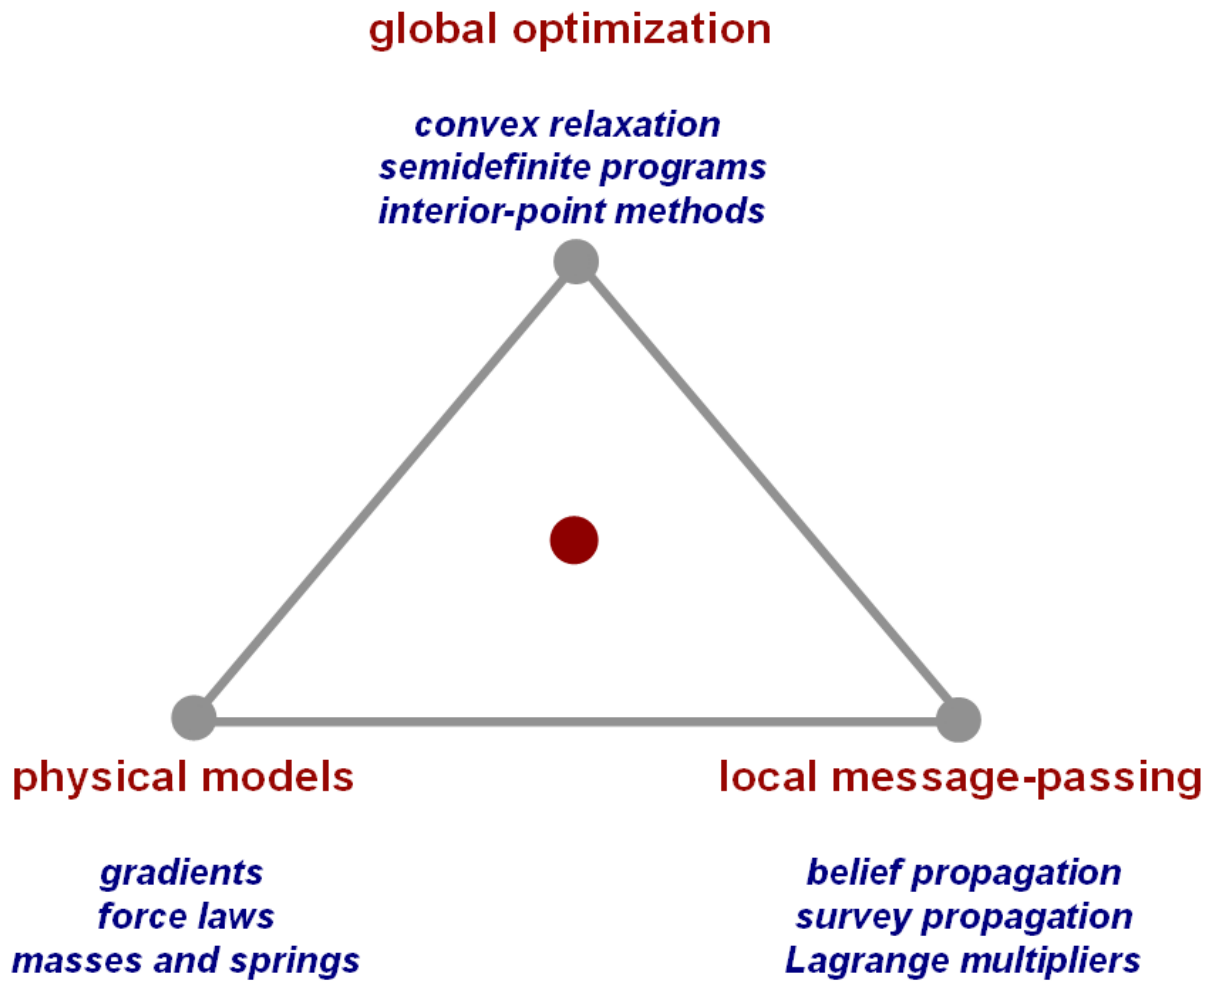 global optimization
convex relaxation
semidefinite programs
interior-point methods
physical models
gradients
force laws
masses and springs
local message-passing
belief propagation
survey propagation
Lagrange multipliers